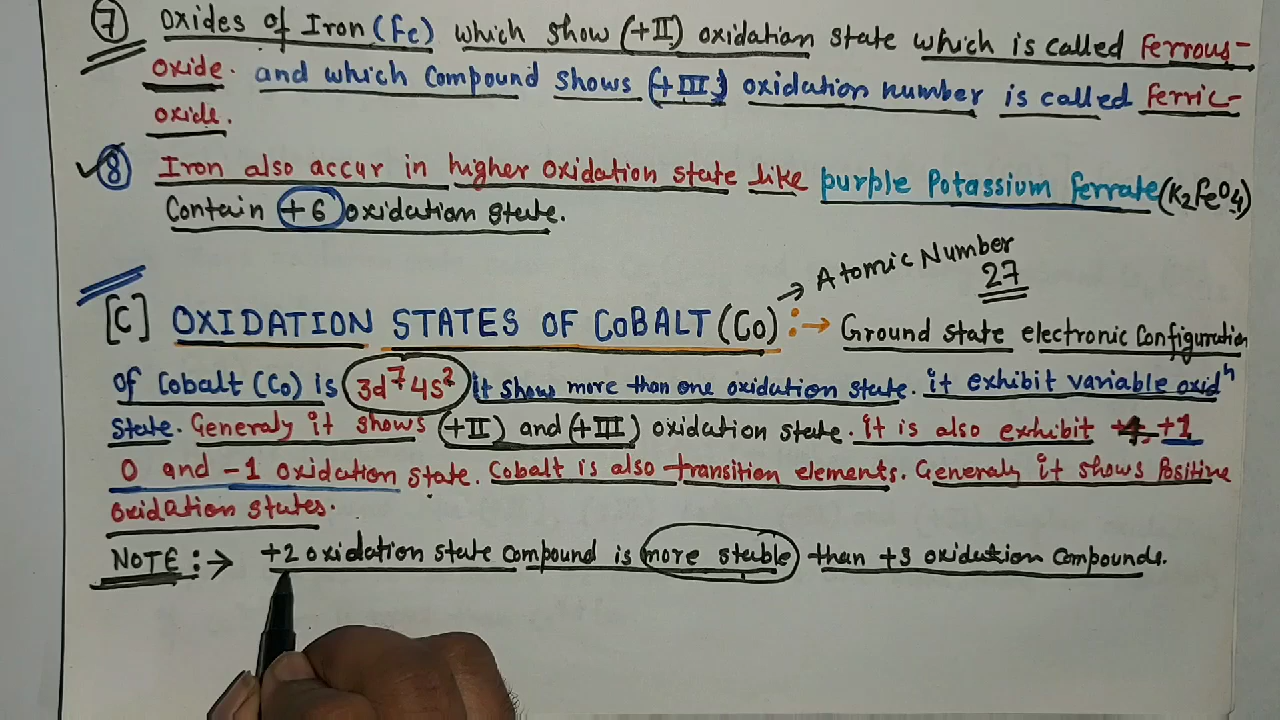 ⑦ Oxides of Iron (Fe) which show (+II) oxidation state which is called Ferrous-
oxide. and which Compound shows (+III) oxidation number is called Ferric-
oxide.
⑧ Iron also accur in higher oxidation state like purple Potassium ferrate (K2FeO4)
Contain +6 oxidation state.
→ Atomic Number
27
[C] OXIDATION STATES OF COBALT (Co) :→ Ground state electronic Configuration
of Cobalt (Co) is 3d⁷4s² it shows more than one oxidation state. it exhibit variable oxidⁿ
state. Generaly it shows (+II) and (+III) oxidation state. it is also exhibit +1
0 and -1 oxidation state. Cobalt is also transition elements. Generaly it shows Positive
oxidation states.
NOTE :→ +2 oxidation state compound is more stable than +3 oxidation Compounds.